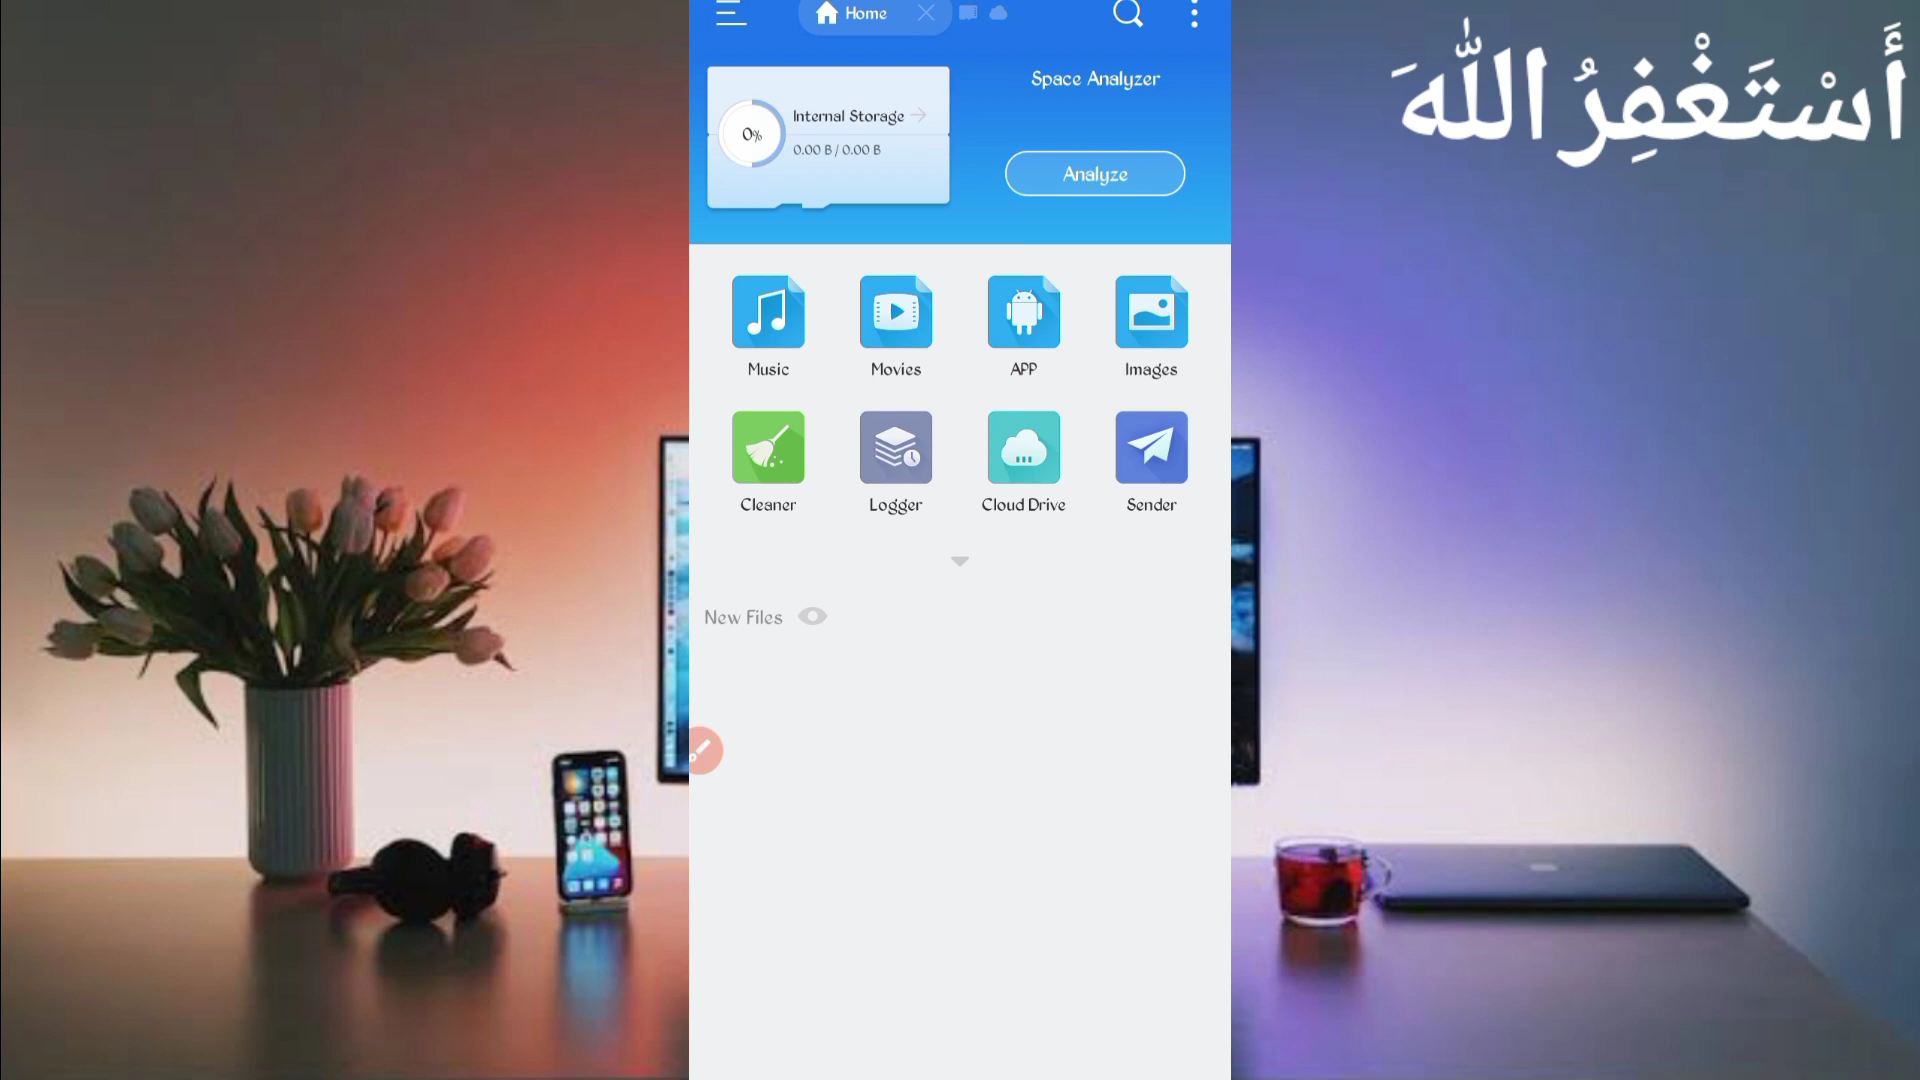 Home
أَسْتَغْفِرُ اللّٰهَ
Space Analyzer
Internal Storage
0%
0.00 B / 0.00 B
Analyze
Music
Movies
APP
Images
Cleaner
Logger
Cloud Drive
Sender
New Files